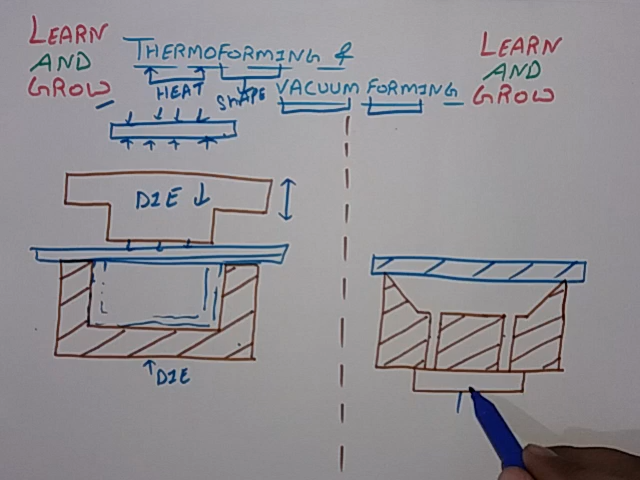 LEARN
AND
GROW
THERMOFORMING &
HEAT
SHAPE
VACUUM FORMING
LEARN
AND
GROW
DIE
DIE